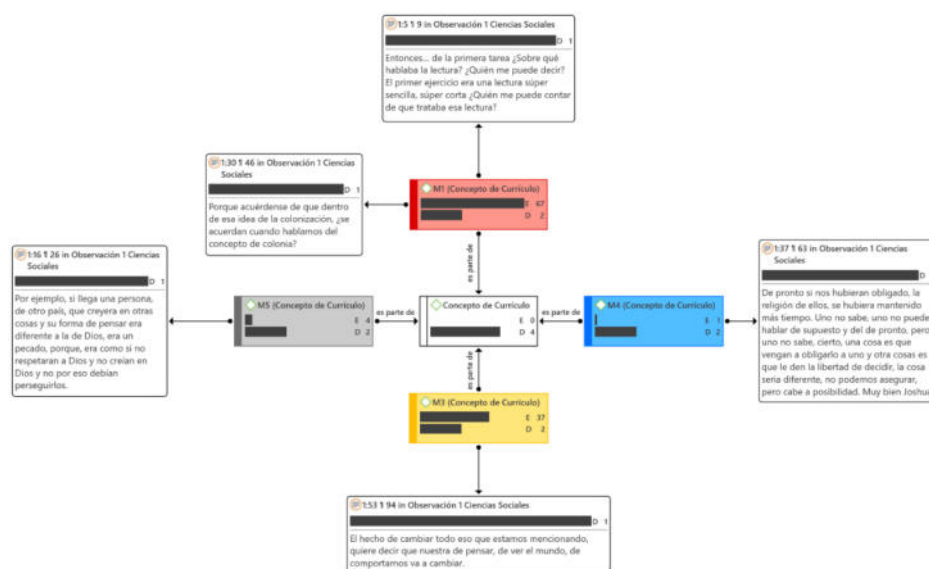 1:5 ¶ 9 in Observación 1 Ciencias Sociales
D 1
Entonces... de la primera tarea ¿Sobre qué
hablaba la lectura? ¿Quién me puede decir?
El primer ejercicio era una lectura súper
sencilla, súper corta ¿Quién me puede contar
de que trataba esa lectura?
1:30 ¶ 46 in Observación 1 Ciencias
Sociales
D 1
Porque acuérdense de que dentro
de esa idea de la colonización, ¿se
acuerdan cuando hablamos del
concepto de colonia?
M1 (Concepto de Currículo)
E 67
D 2
es parte de
1:16 ¶ 26 in Observación 1 Ciencias
Sociales
D 1
Por ejemplo, si llega una persona,
de otro país, que creyera en otras
cosas y su forma de pensar era
diferente a la de Dios, era un
pecado, porque, era como si no
respetaran a Dios y no creían en
Dios y no por eso debían
perseguirlos.
M5 (Concepto de Currículo)
E 4
D 2
es parte de
Concepto de Currículo
E 0
D 4
es parte de
M4 (Concepto de Currículo)
E 1
D 2
1:37 ¶ 63 in Observación 1 Ciencias
Sociales
D
De pronto si nos hubieran obligado, la
religión de ellos, se hubiera mantenido
más tiempo. Uno no sabe, uno no puede
hablar de supuesto y del de pronto, pero
uno no sabe, cierto, una cosa es que
vengan a obligarlo a uno y otra cosas es
que le den la libertad de decidir, la cosa
seria diferente, no podemos asegurar,
pero cabe a posibilidad. Muy bien Joshua
es parte de
M3 (Concepto de Currículo)
E 37
D 2
1:53 ¶ 94 in Observación 1 Ciencias Sociales
D 1
El hecho de cambiar todo eso que estamos mencionando,
quiere decir que nuestra de pensar, de ver el mundo, de
comportamos va a cambiar.